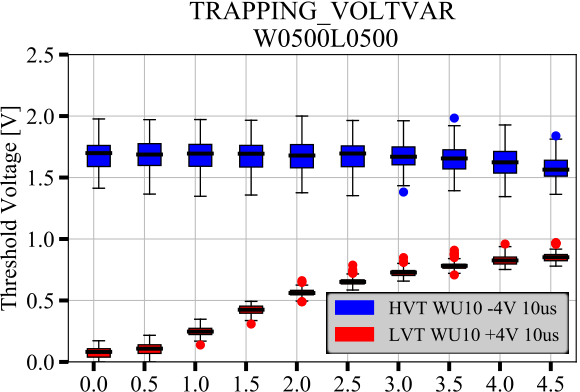 TRAPPING_VOLTVAR
W0500L0500
Threshold Voltage [V]
2.5
2.0
1.5
1.0
0.5
0.0
HVT WU10 -4V 10us
LVT WU10 +4V 10us
0.0 0.5 1.0 1.5 2.0 2.5 3.0 3.5 4.0 4.5